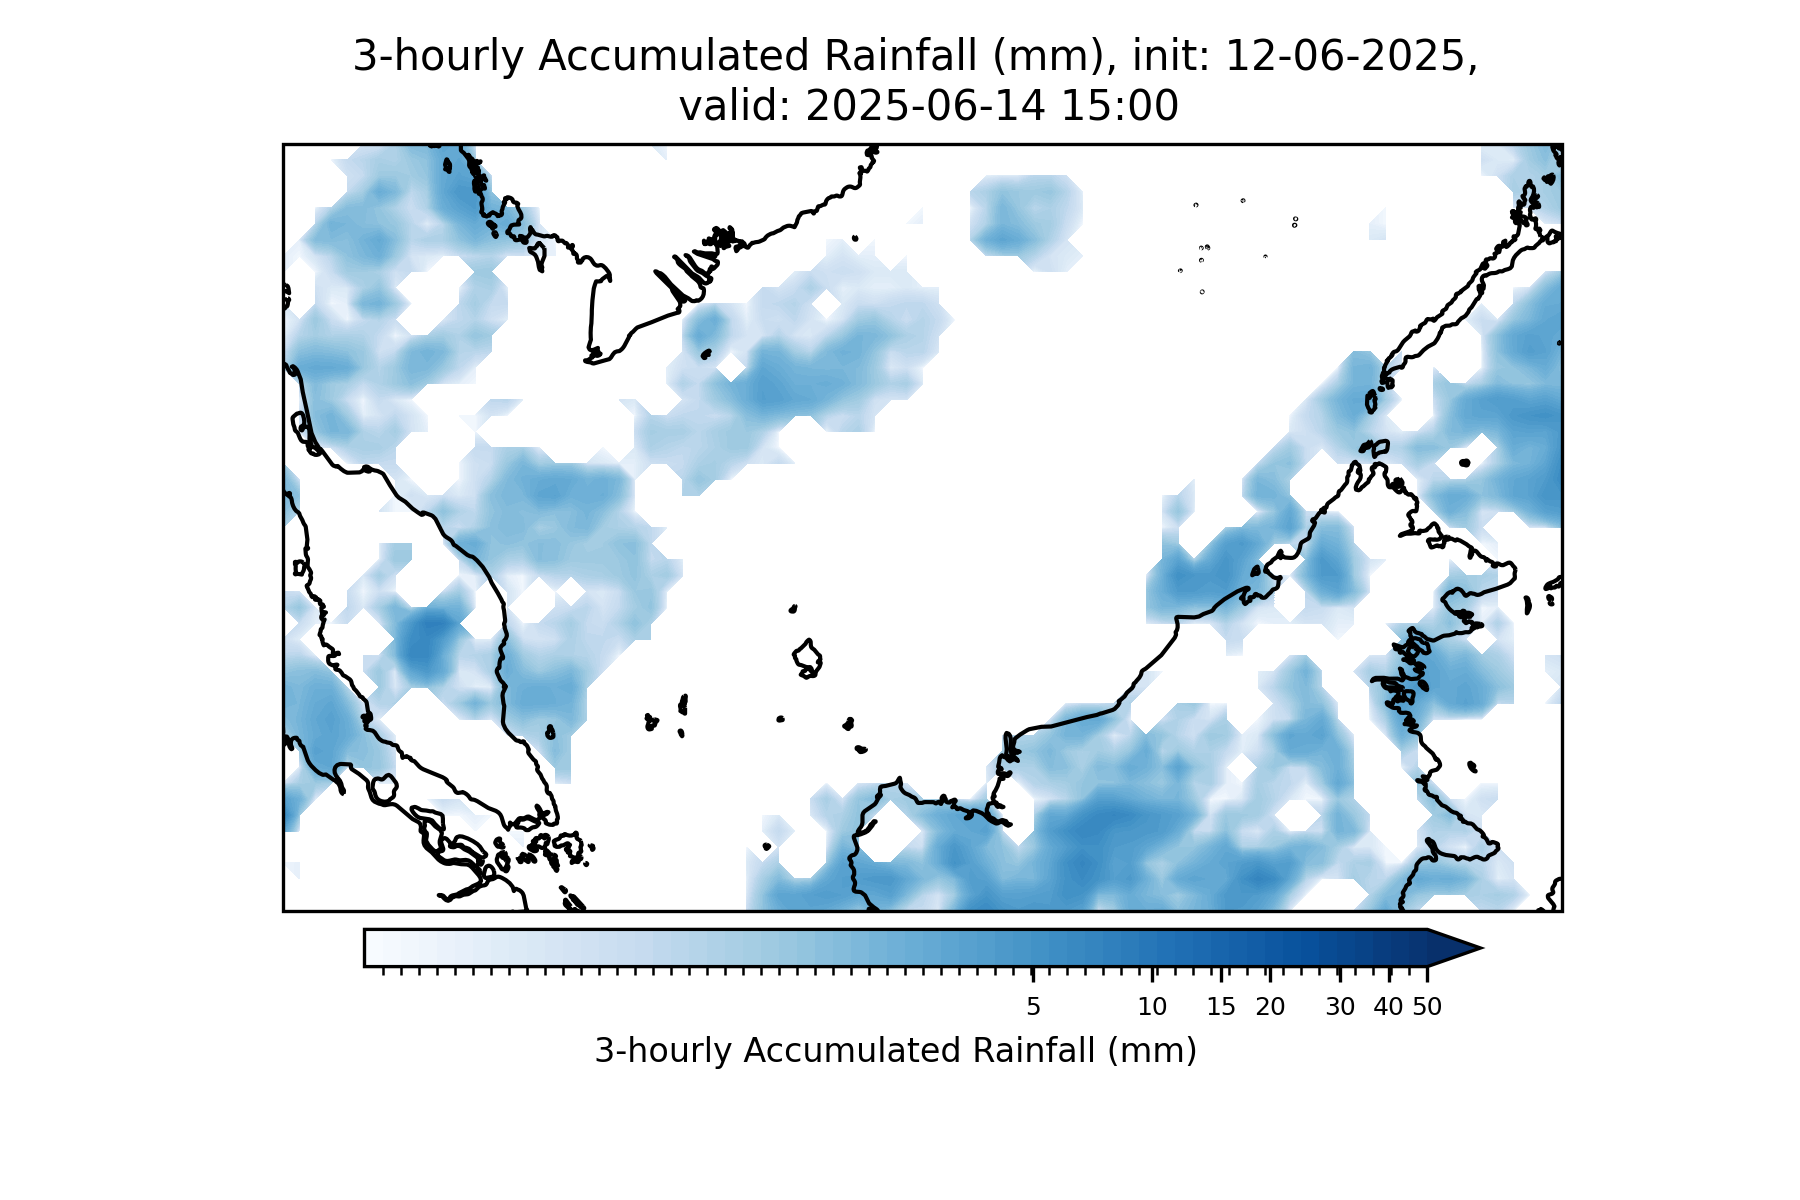 3-hourly Accumulated Rainfall (mm), init: 12-06-2025,
valid: 2025-06-14 15:00
5 10 15 20 30 40 50
3-hourly Accumulated Rainfall (mm)